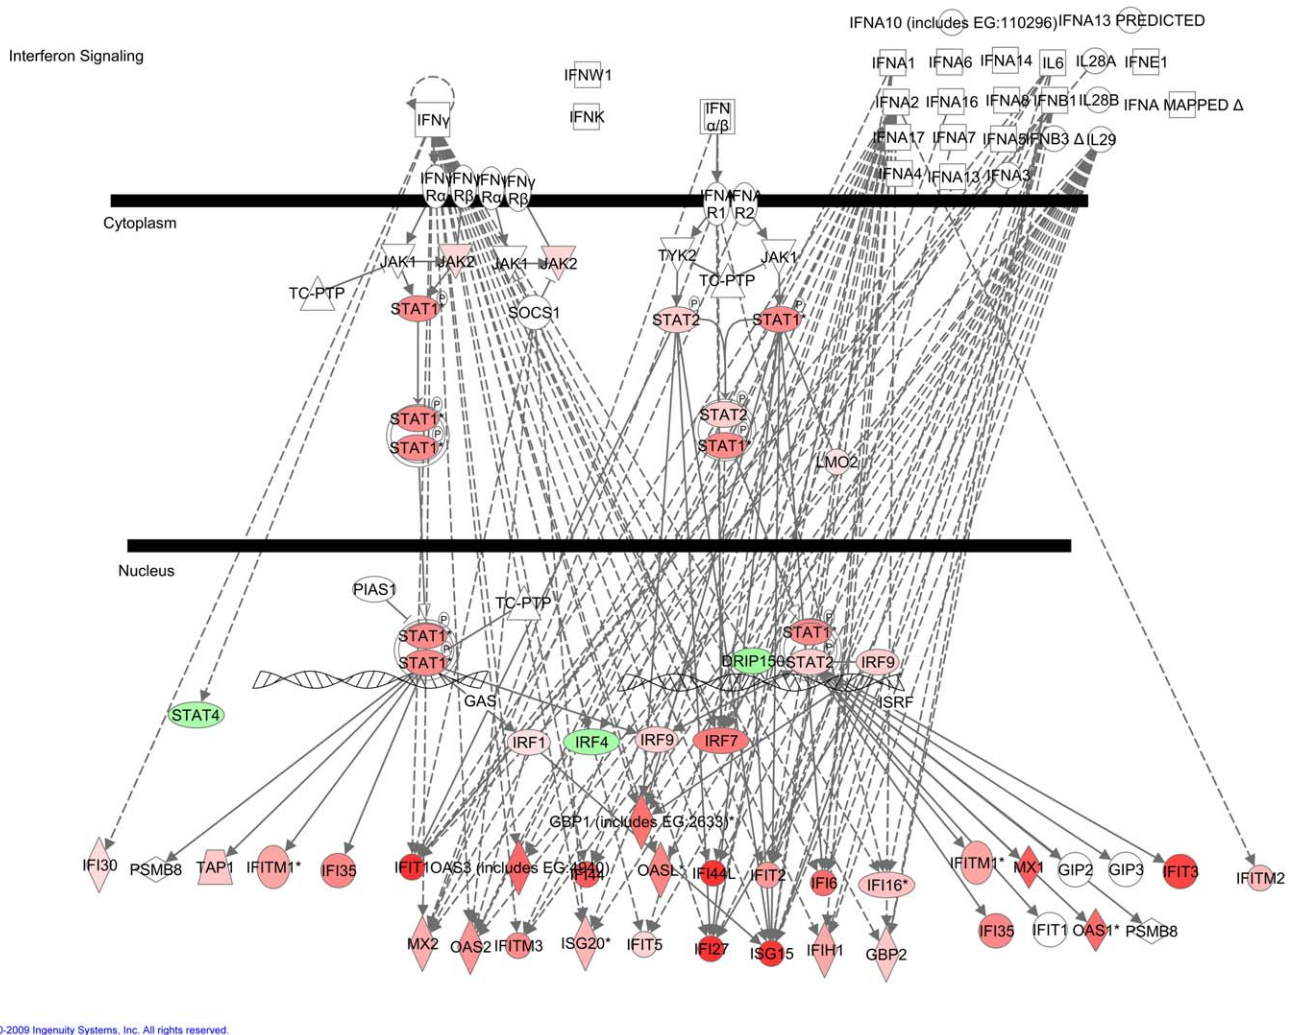 IFNA10 (includes EG:110296) IFNA13 PREDICTED
Interferon Signaling
IFNA1 IFNA6 IFNA14 IL6 IL28A IFNE1
IFNW1
IFNA2 IFNA16 IFNA8 IFNB1 IL28B IFNA MAPPED Δ
IFNγ IFNK IFN α/β
IFNA17 IFNA7 IFNA5 IFNB3 Δ IL29
IFNA4 IFNA13 IFNA3
IFNγ Rα IFNγ Rβ IFNγ Rα IFNγ Rβ
IFNA R1 IFNA R2
Cytoplasm
JAK1 JAK2 JAK1 JAK2 TYK2 JAK1
TC-PTP TC-PTP
STAT1* P SOCS1 STAT2 P STAT1* P
STAT1* P STAT2 P
STAT1* P STAT1* P
LMO2
Nucleus
PIAS1 TC-PTP
STAT1* P STAT1* P
STAT1* P DRIP150 STAT2 P IRF9
GAS ISRF
STAT4
IRF1 IRF4 IRF9 IRF7
GBP1 (includes EG:2633)*
IFI30 PSMB8 TAP1 IFITM1* IFI35 IFIT1 OAS3 (includes EG:4940) IFI44 OASL* IFI44L IFIT2 IFI6 IFI16* IFITM1* MX1 GIP2 GIP3 IFIT3 IFITM2
MX2 OAS2 IFITM3 ISG20* IFIT5 IFI27 ISG15 IFIH1 GBP2 IFI35 IFIT1 OAS1* PSMB8
0-2009 Ingenuity Systems, Inc. All rights reserved.